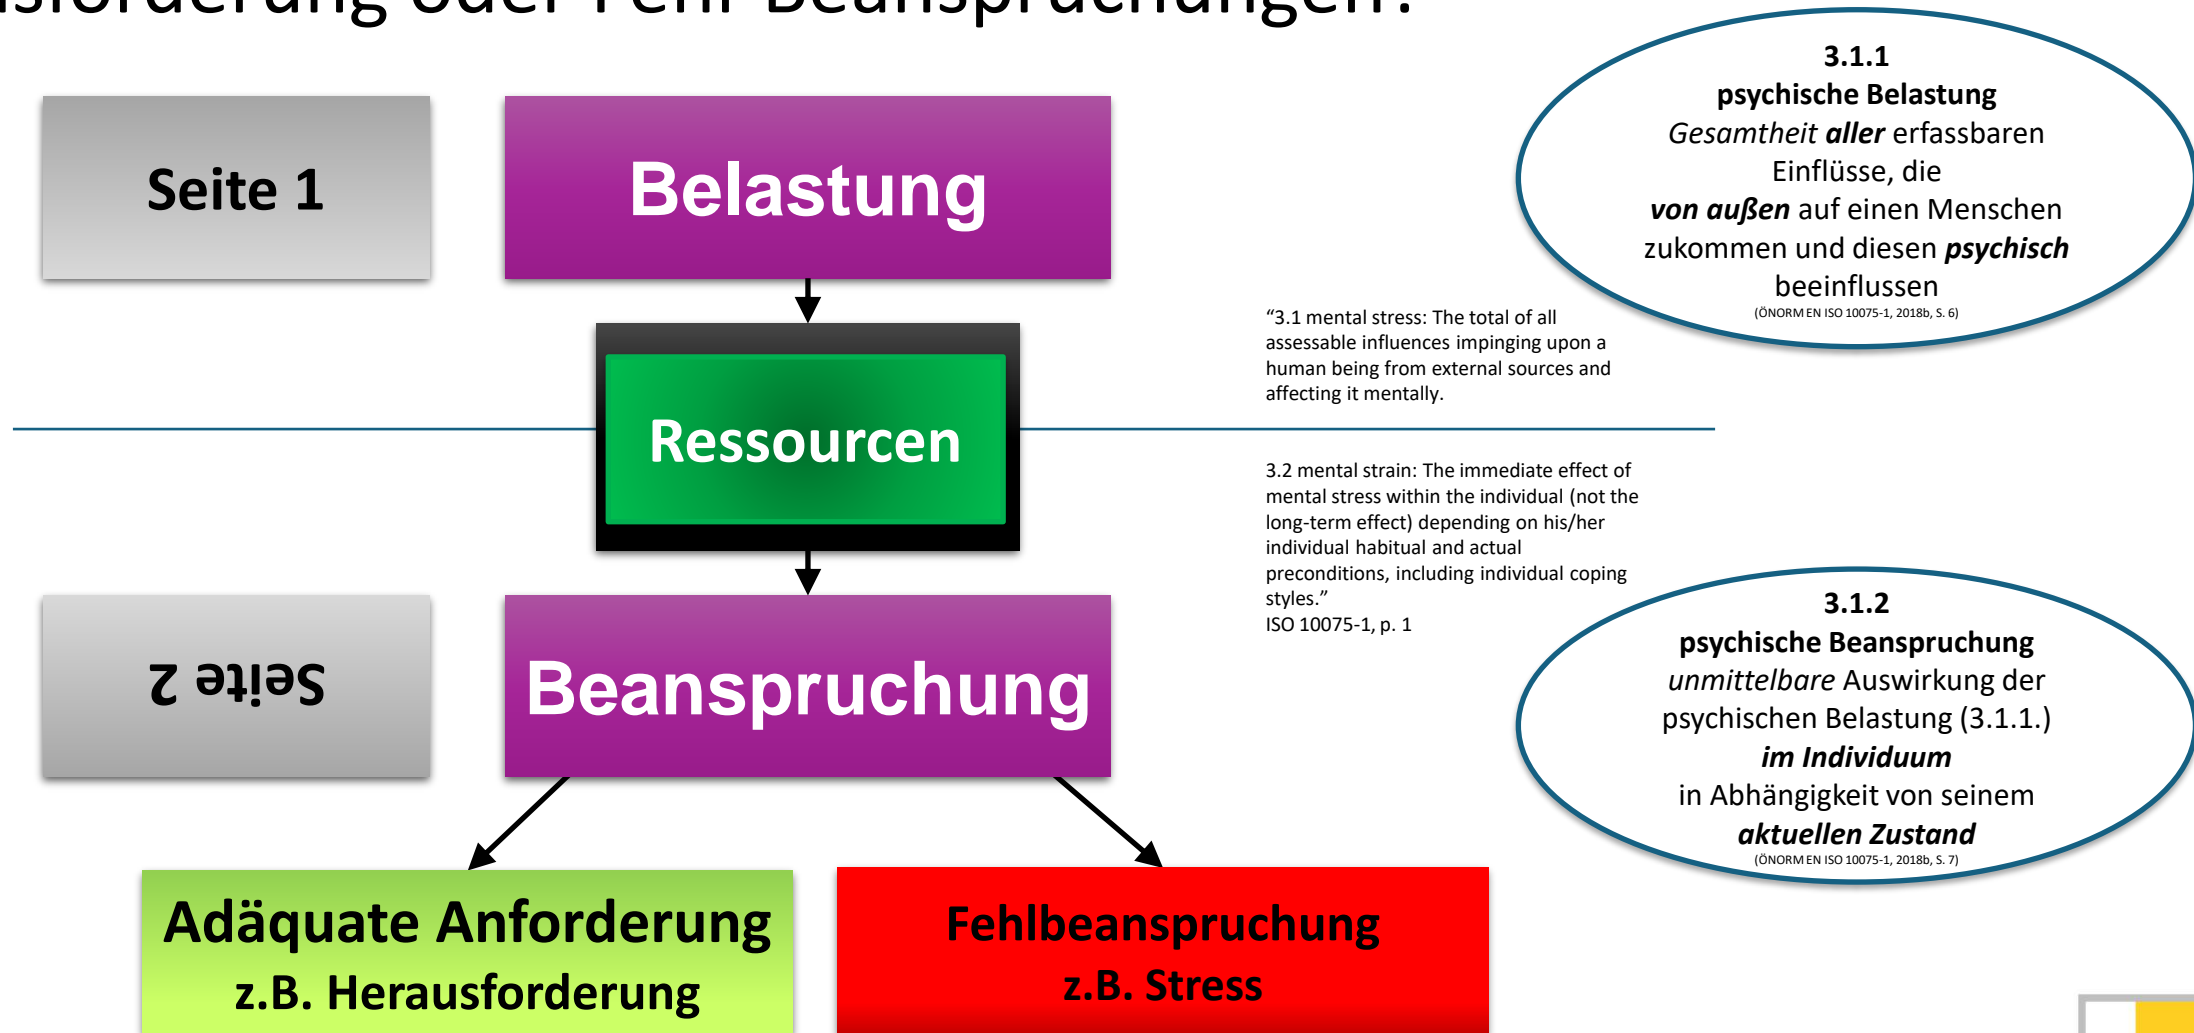 oder Fehl-Beanspruchungen?
Seite 1
Belastung
3.1.1
psychische Belastung
Gesamtheit aller erfassbaren
Einflüsse, die
von außen auf einen Menschen
zukommen und diesen psychisch
beeinflussen
(ÖNORM EN ISO 10075-1, 2018b, S. 6)
“3.1 mental stress: The total of all
assessable influences impinging upon a
human being from external sources and
affecting it mentally.
Ressourcen
3.2 mental strain: The immediate effect of
mental stress within the individual (not the
long-term effect) depending on his/her
individual habitual and actual
preconditions, including individual coping
styles.”
ISO 10075-1, p. 1
Seite 2
Beanspruchung
3.1.2
psychische Beanspruchung
unmittelbare Auswirkung der
psychischen Belastung (3.1.1.)
im Individuum
in Abhängigkeit von seinem
aktuellen Zustand
(ÖNORM EN ISO 10075-1, 2018b, S. 7)
Adäquate Anforderung
z.B. Herausforderung
Fehlbeanspruchung
z.B. Stress